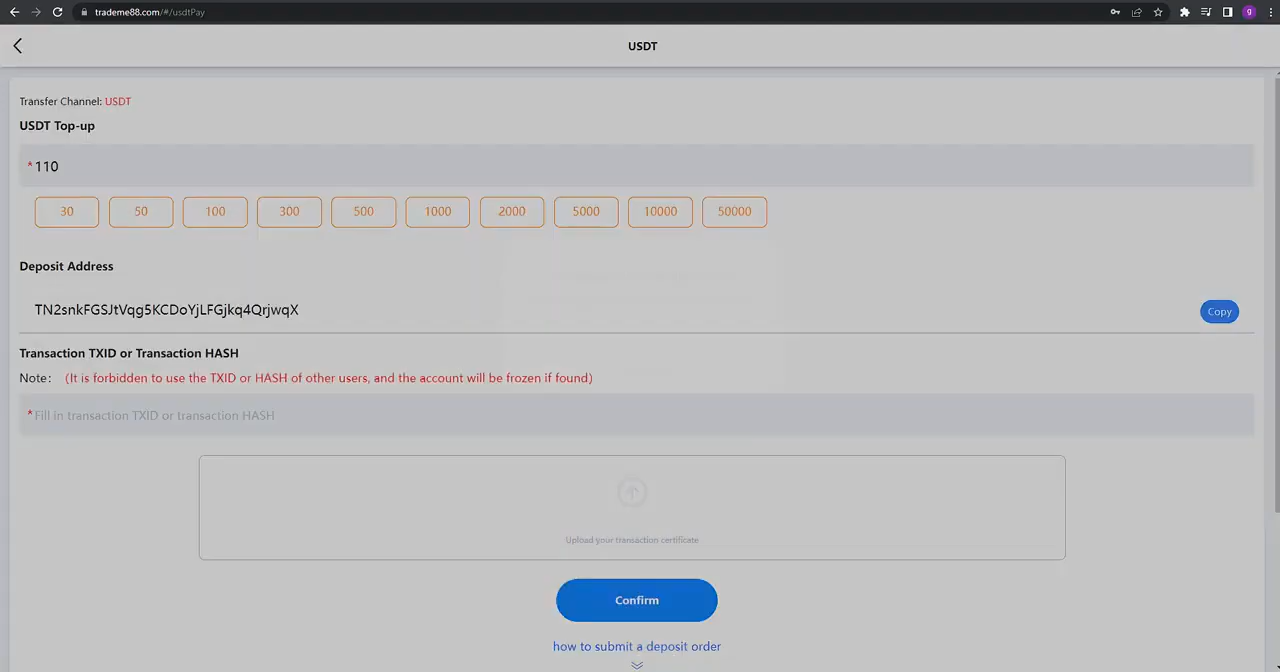 trademe88.com/#/usdtPay
g
USDT
Transfer Channel: USDT
USDT Top-up
*110
30 50 100 300 500 1000 2000 5000 10000 50000
Deposit Address
TN2snkFGSJtVqg5KCDoYjLFGjkq4QrjwqX
Copy
Transaction TXID or Transaction HASH
Note： （It is forbidden to use the TXID or HASH of other users, and the account will be frozen if found）
*Fill in transaction TXID or transaction HASH
Upload your transaction certificate
Confirm
how to submit a deposit order